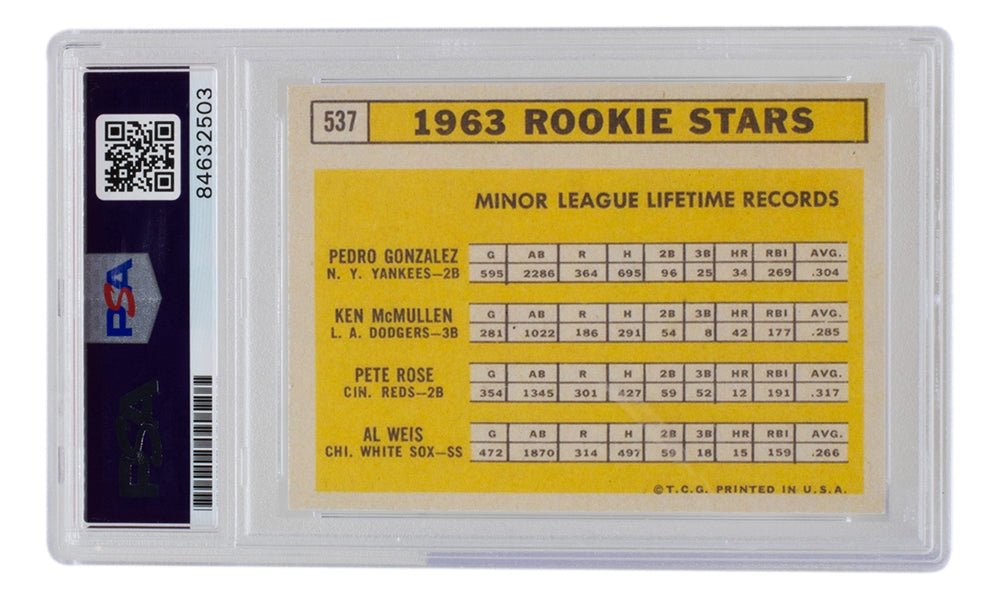 84632503
PSA
PSA
537 1963 ROOKIE STARS
MINOR LEAGUE LIFETIME RECORDS
PEDRO GONZALEZ G AB R H 2B 3B HR RBI AVG.
N. Y. YANKEES—2B 595 2286 364 695 96 25 34 269 .304
KEN McMULLEN G AB R H 2B 3B HR RBI AVG.
L. A. DODGERS—3B 281 1022 186 291 54 8 42 177 .285
PETE ROSE G AB R H 2B 3B HR RBI AVG.
CIN. REDS—2B 354 1345 301 427 59 52 12 191 .317
AL WEIS G AB R H 2B 3B HR RBI AVG.
CHI. WHITE SOX—SS 472 1870 314 497 59 18 15 159 .266
©T.C.G. PRINTED IN U.S.A.